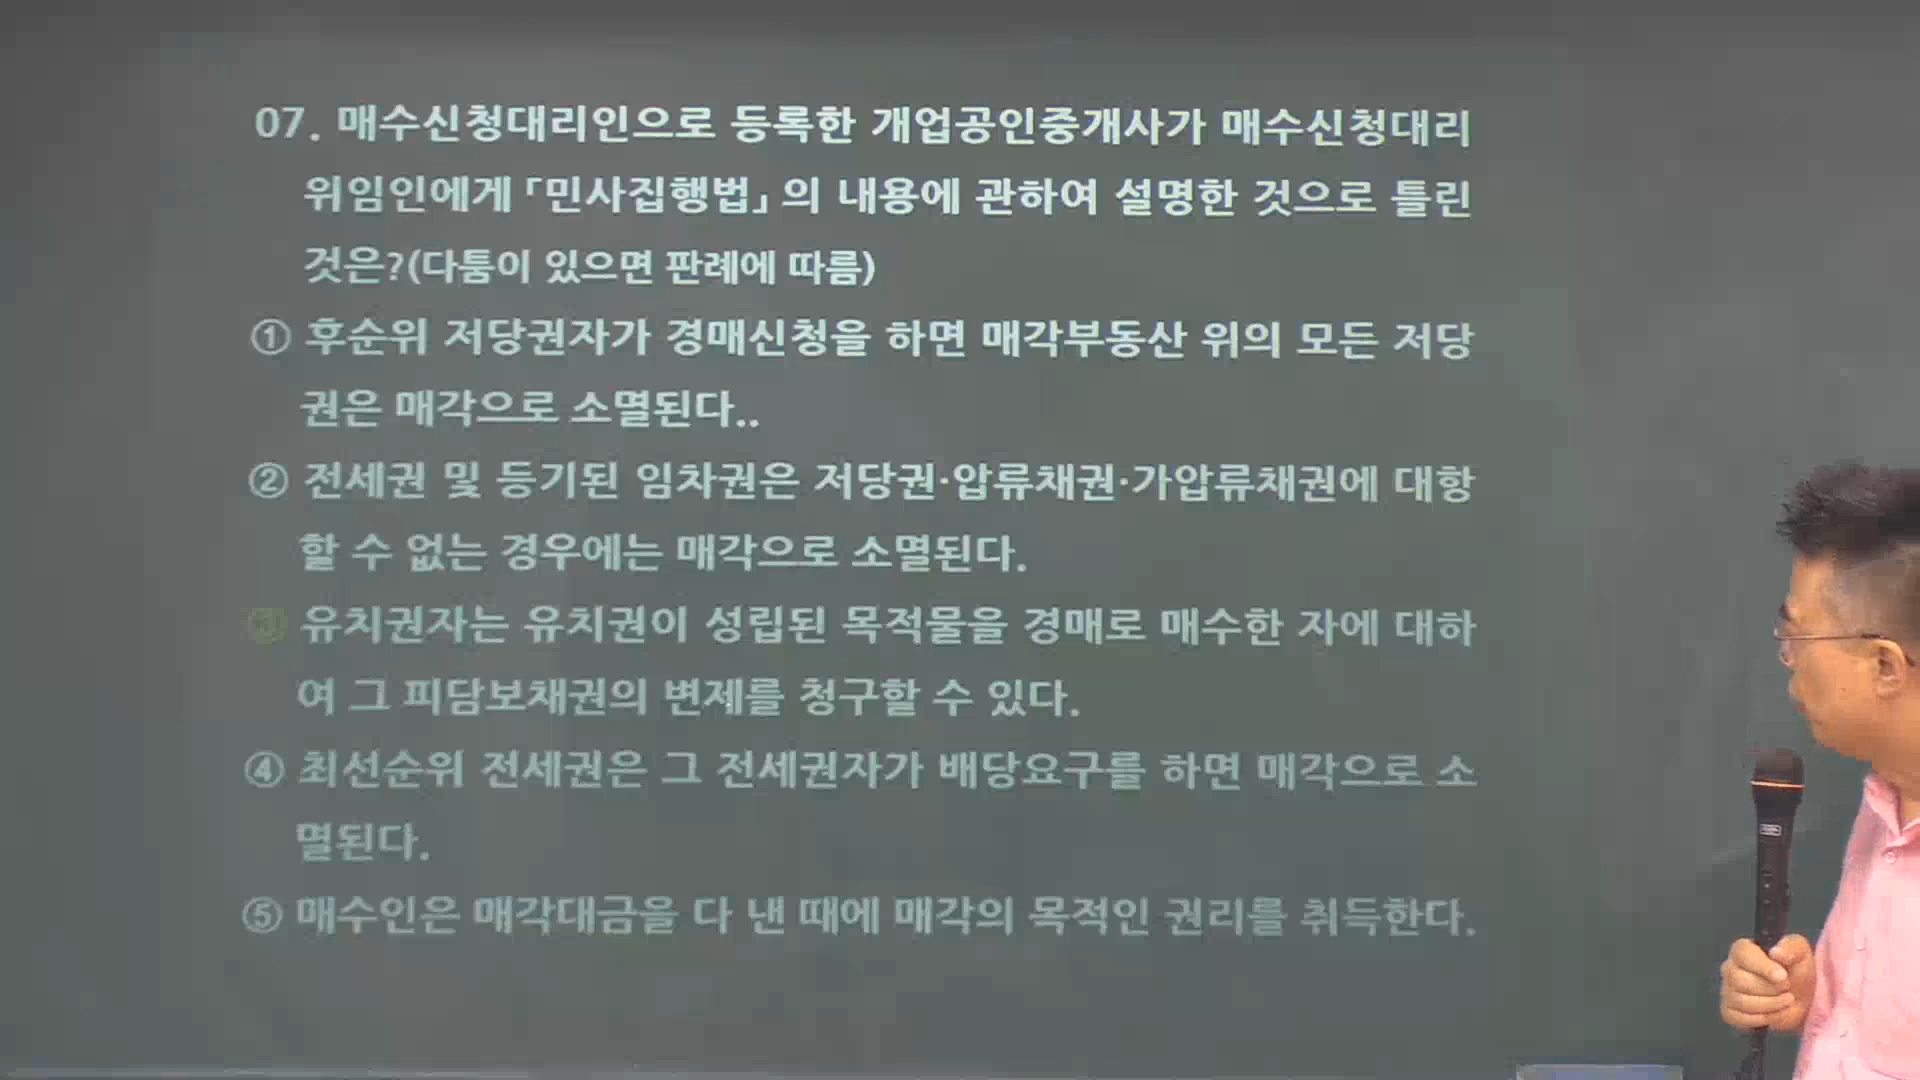 07. 매수신청대리인으로 등록한 개업공인중개사가 매수신청대리
위임인에게 「민사집행법」의 내용에 관하여 설명한 것으로 틀린
것은?(다툼이 있으면 판례에 따름)
① 후순위 저당권자가 경매신청을 하면 매각부동산 위의 모든 저당
권은 매각으로 소멸된다..
② 전세권 및 등기된 임차권은 저당권·압류채권·가압류채권에 대항
할 수 없는 경우에는 매각으로 소멸된다.
③ 유치권자는 유치권이 성립된 목적물을 경매로 매수한 자에 대하
여 그 피담보채권의 변제를 청구할 수 있다.
④ 최선순위 전세권은 그 전세권자가 배당요구를 하면 매각으로 소
멸된다.
⑤ 매수인은 매각대금을 다 낸 때에 매각의 목적인 권리를 취득한다.